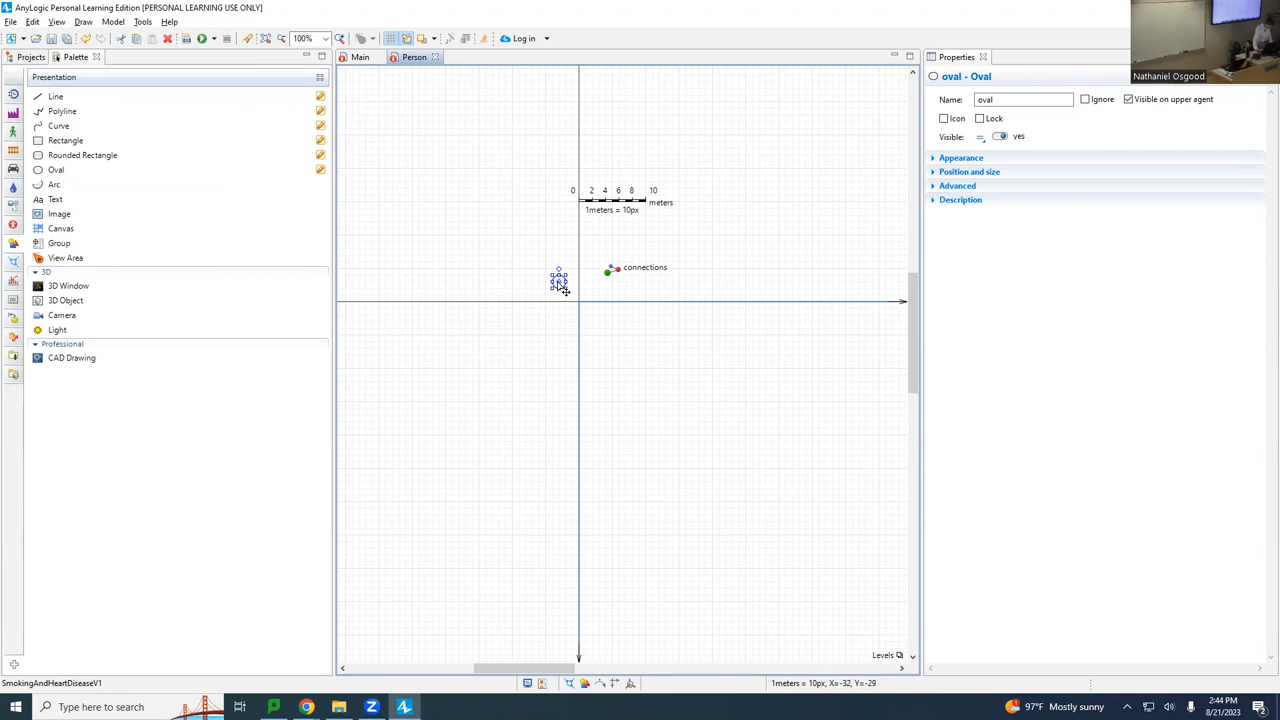 AnyLogic Personal Learning Edition [PERSONAL LEARNING USE ONLY]
File Edit View Draw Model Tools Help
100% Log in
Projects Palette
Main Person
Properties
Nathaniel Osgood
Presentation
Line
Polyline
Curve
Rectangle
Rounded Rectangle
Oval
Arc
Text
Image
Canvas
Group
View Area
3D
3D Window
3D Object
Camera
Light
Professional
CAD Drawing
0 2 4 6 8 10
meters
1meters = 10px
connections
Levels
oval - Oval
Name: oval Ignore Visible on upper agent
Icon Lock
Visible: = yes
Appearance
Position and size
Advanced
Description
SmokingAndHeartDiseaseV1
1meters = 10px, X=-32, Y=-29
Type here to search
97°F Mostly sunny
2:44 PM
8/21/2023
2